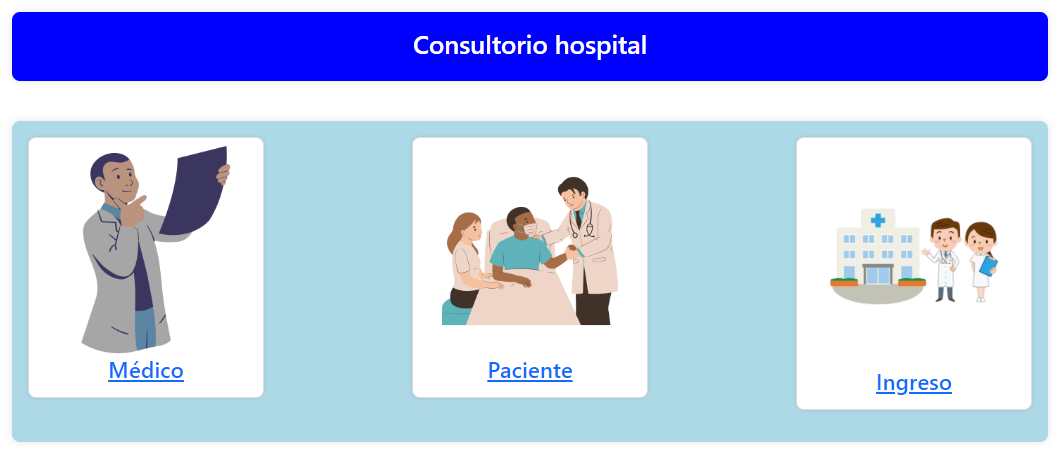 Consultorio hospital
Médico
Paciente
Ingreso